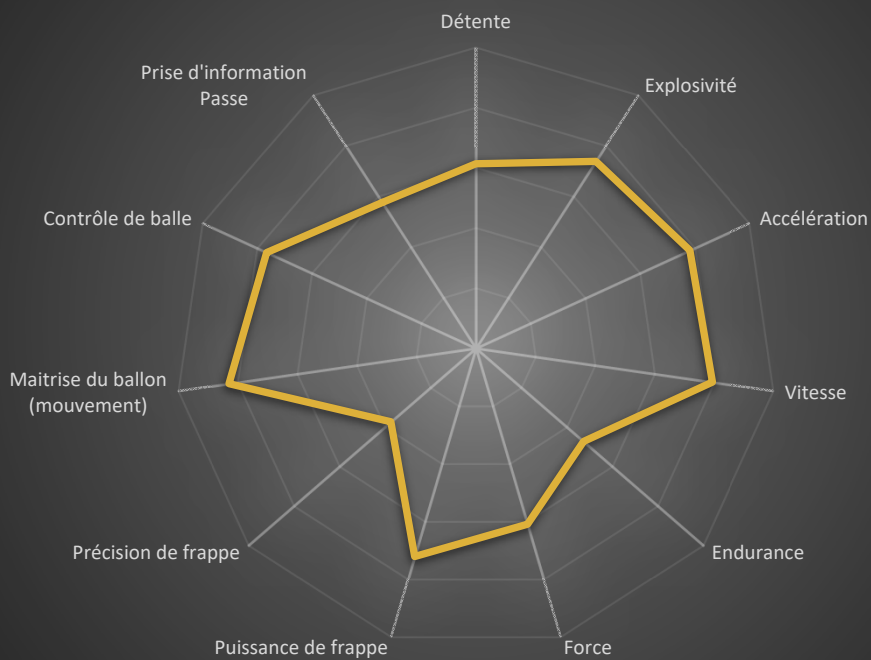 Détente
Explosivité
Accélération
Vitesse
Endurance
Force
Puissance de frappe
Précision de frappe
Maitrise du ballon
(mouvement)
Contrôle de balle
Prise d'information
Passe